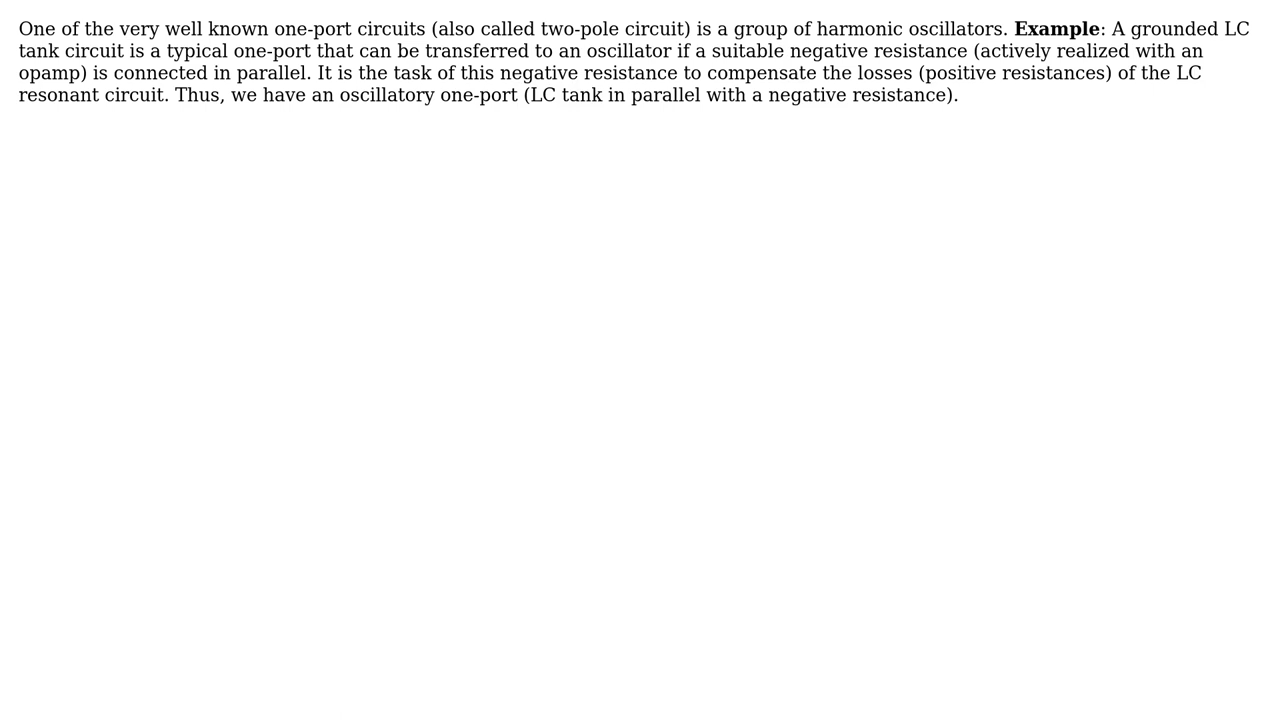 One of the very well known one-port circuits (also called two-pole circuit) is a group of harmonic oscillators. Example: A grounded LC
tank circuit is a typical one-port that can be transferred to an oscillator if a suitable negative resistance (actively realized with an
opamp) is connected in parallel. It is the task of this negative resistance to compensate the losses (positive resistances) of the LC
resonant circuit. Thus, we have an oscillatory one-port (LC tank in parallel with a negative resistance).